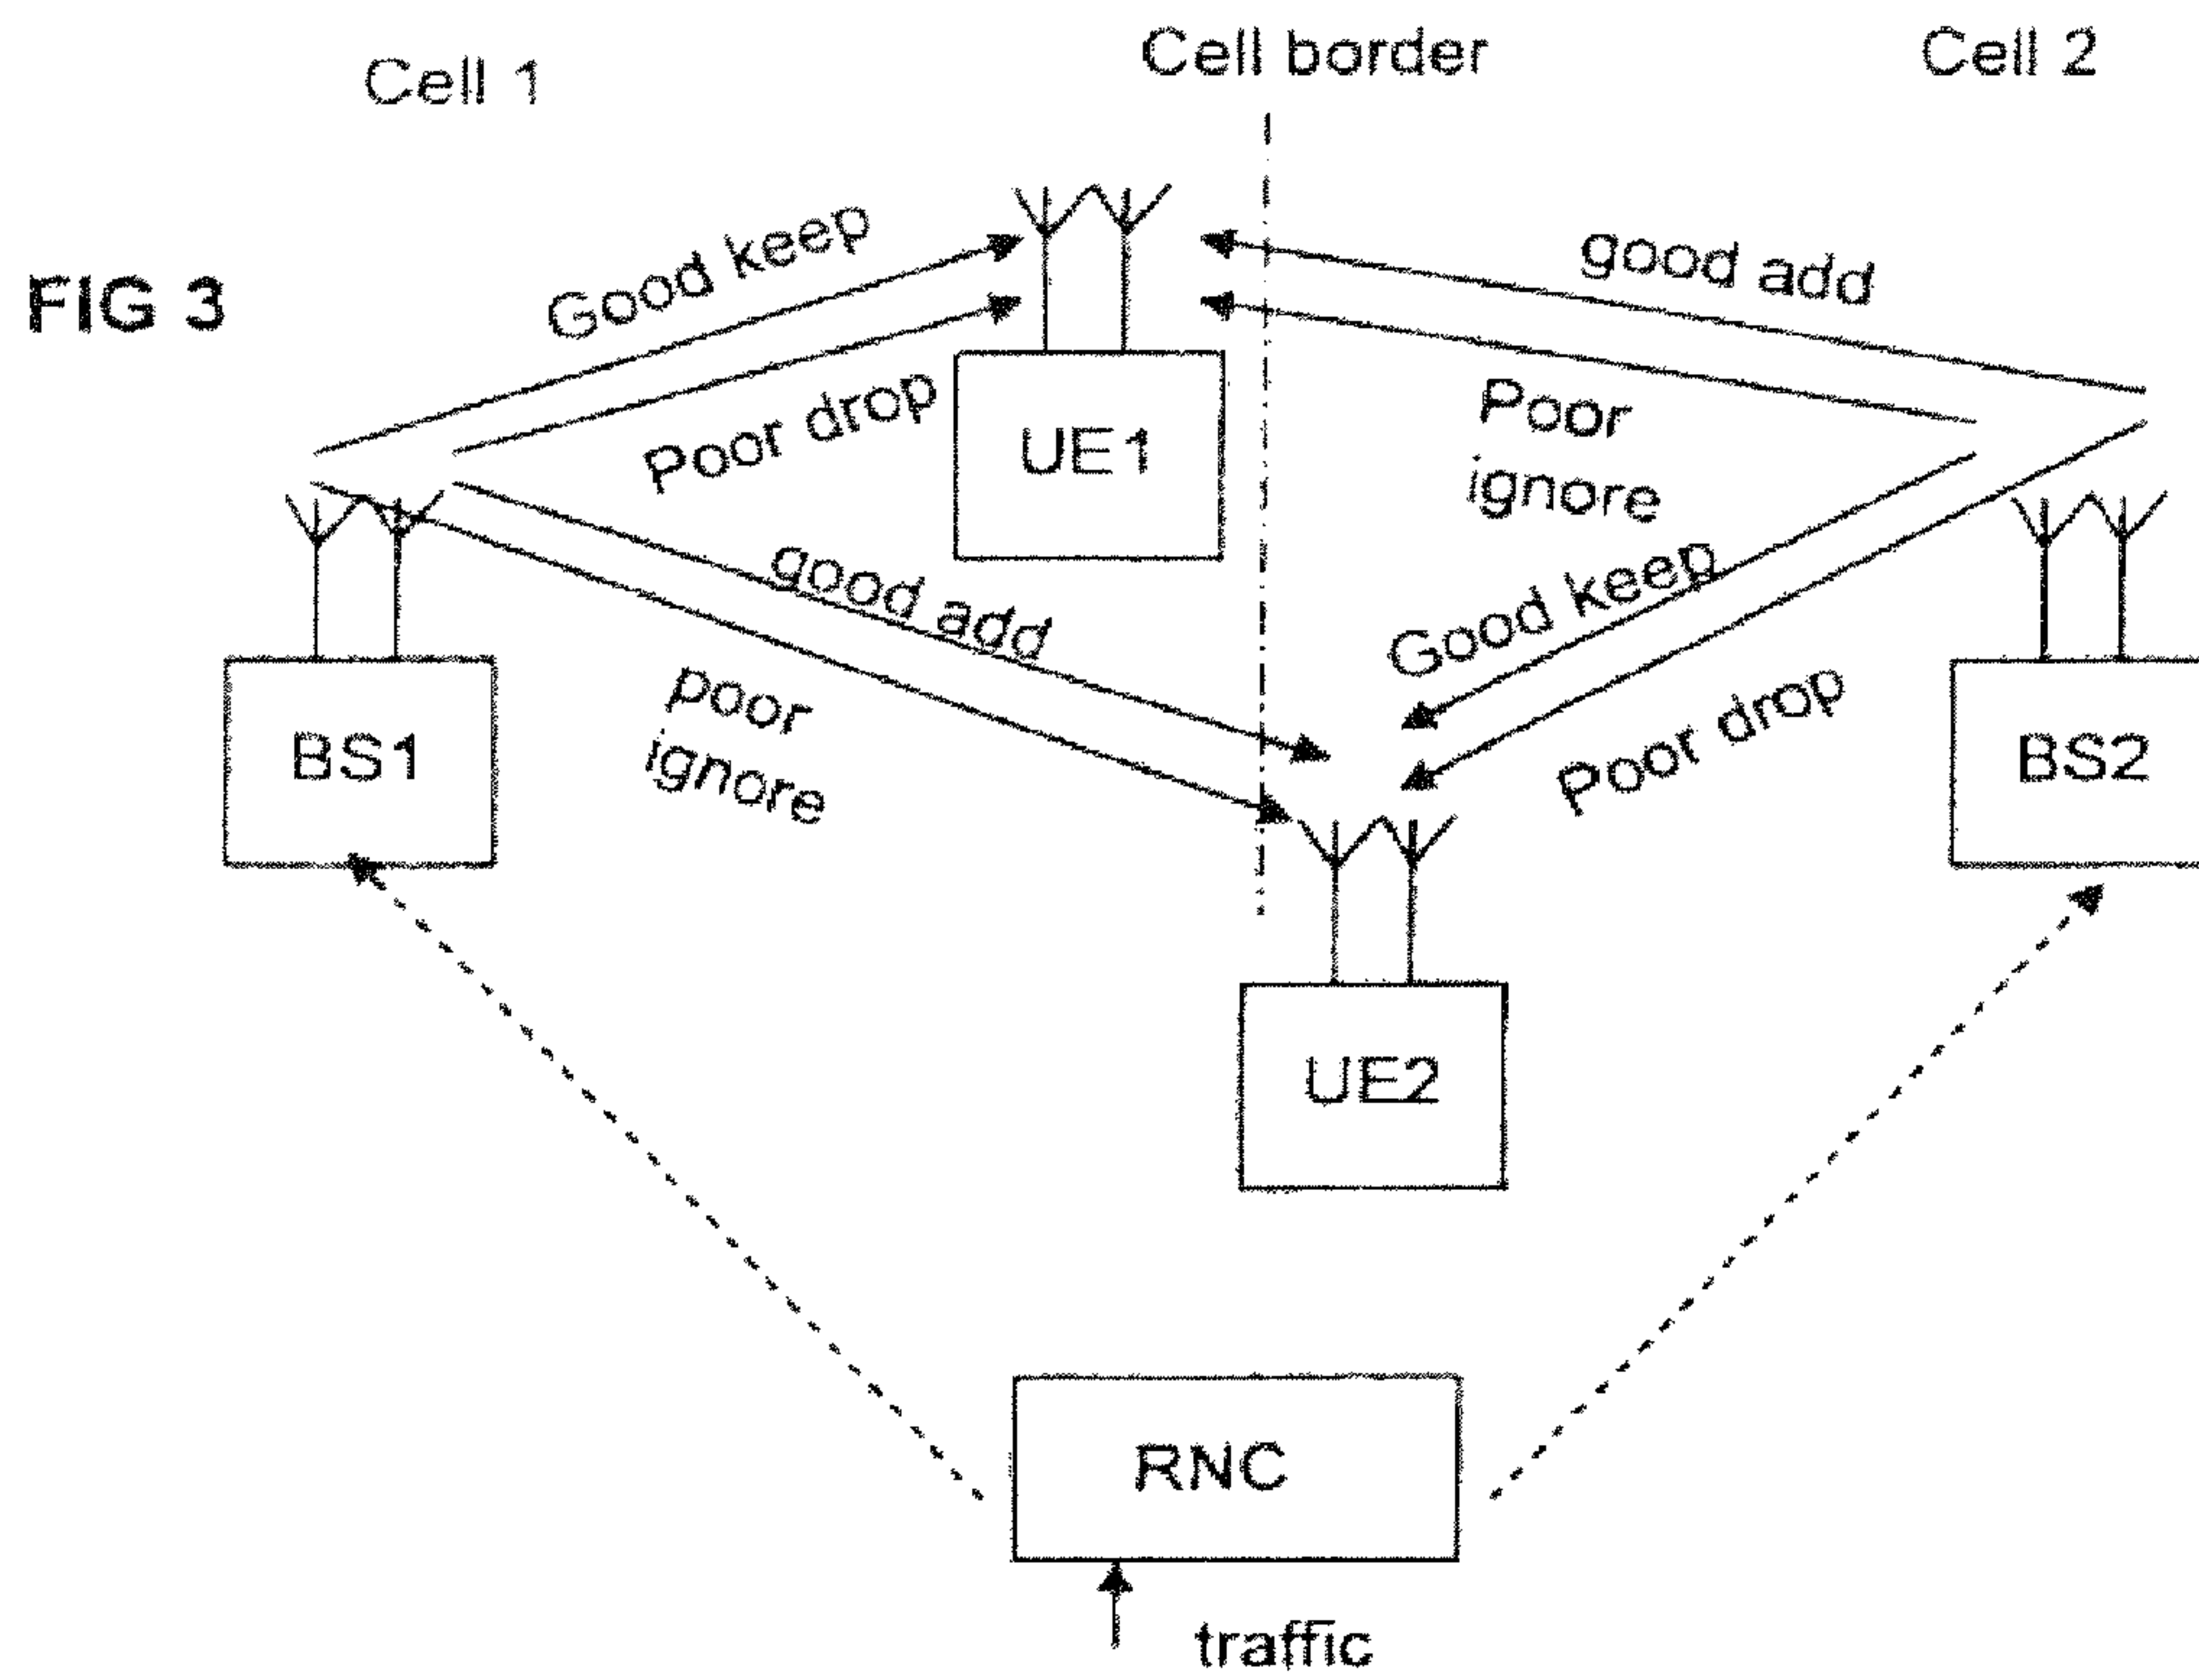 Cell 1
Cell border
Cell 2
FIG 3
Good keep
good add
Poor drop
UE1
Poor
ignore
good add
Good keep
poor
ignore
Poor drop
BS1
BS2
UE2
RNC
traffic